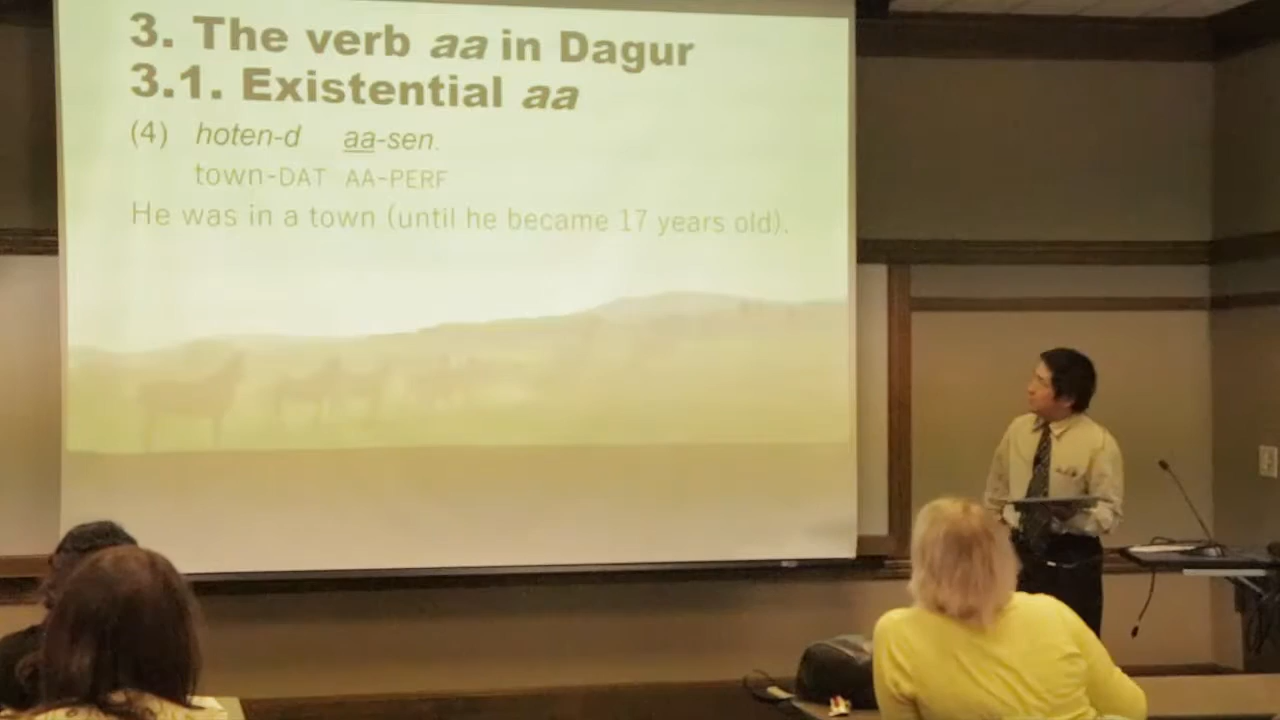 3. The verb aa in Dagur
3.1. Existential aa
(4) hoten-d aa-sen.
town-DAT AA-PERF
He was in a town (until he became 17 years old).